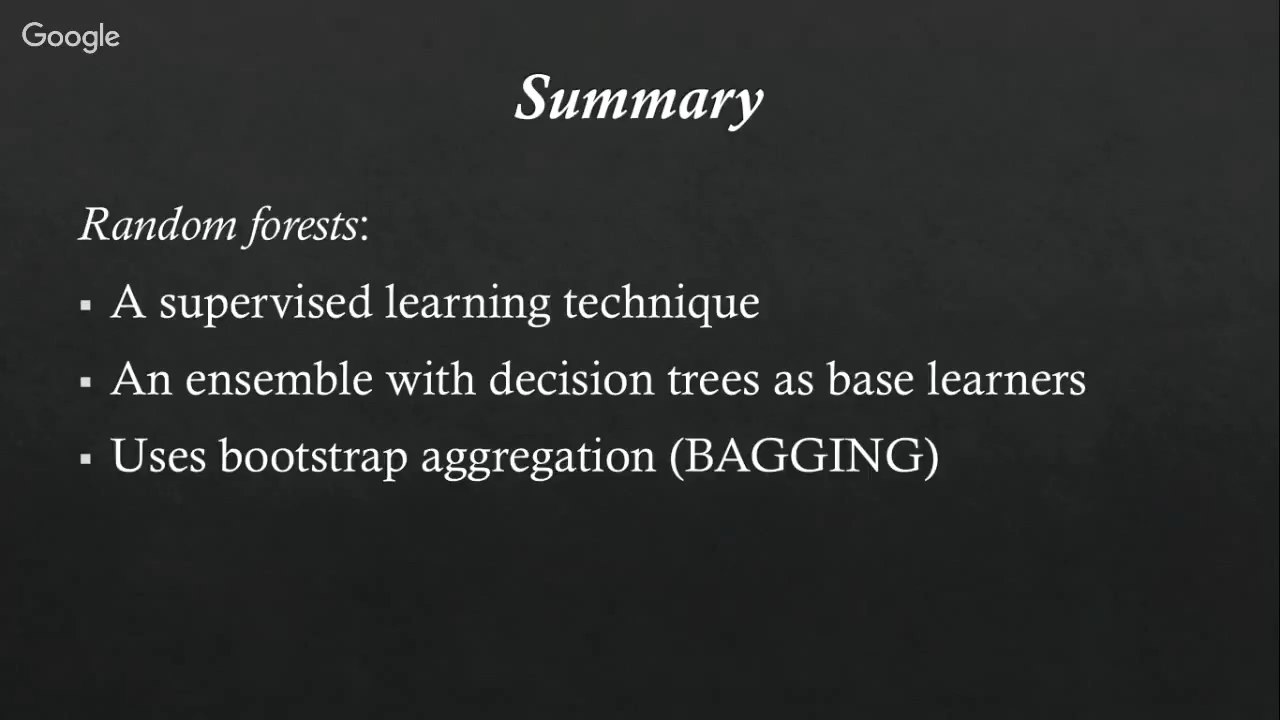 Google
Summary
Random forests:
▪ A supervised learning technique
▪ An ensemble with decision trees as base learners
▪ Uses bootstrap aggregation (BAGGING)